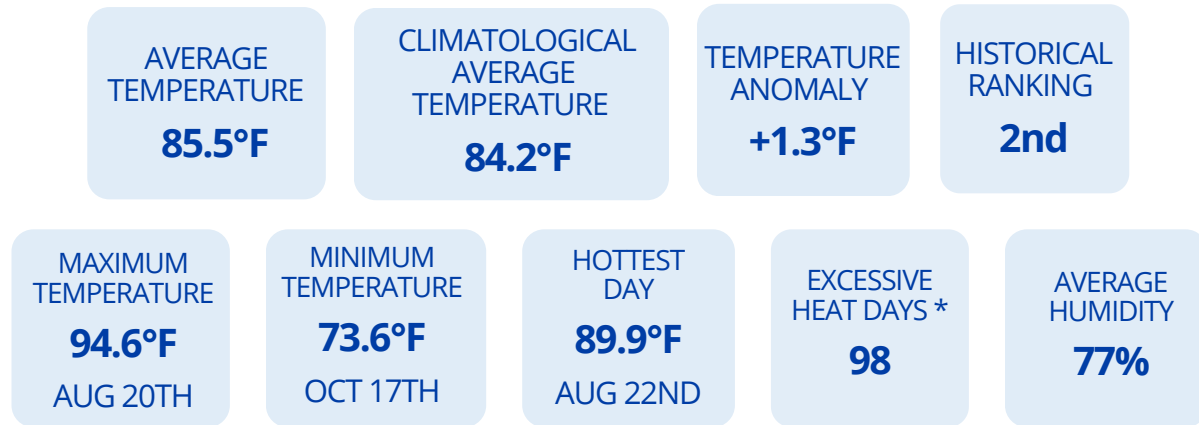 AVERAGE
TEMPERATURE
85.5°F
CLIMATOLOGICAL
AVERAGE
TEMPERATURE
84.2°F
TEMPERATURE
ANOMALY
+1.3°F
HISTORICAL
RANKING
2nd
MAXIMUM
TEMPERATURE
94.6°F
AUG 20TH
MINIMUM
TEMPERATURE
73.6°F
OCT 17TH
HOTTEST
DAY
89.9°F
AUG 22ND
EXCESSIVE
HEAT DAYS *
98
AVERAGE
HUMIDITY
77%